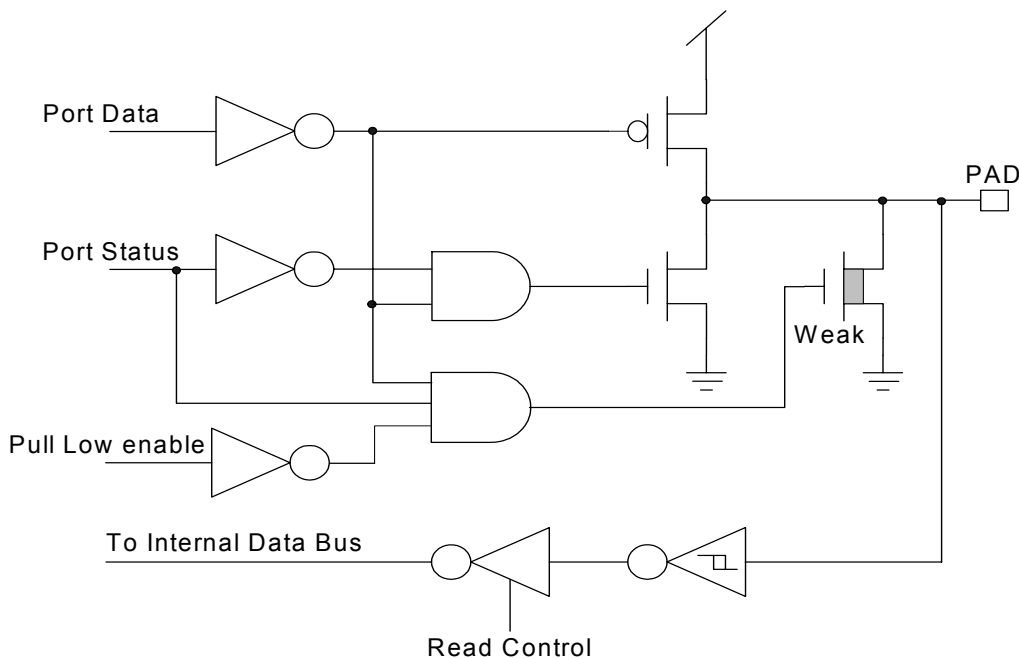 Port Data
PAD
Port Status
Weak
Pull Low enable
To Internal Data Bus
Read Control